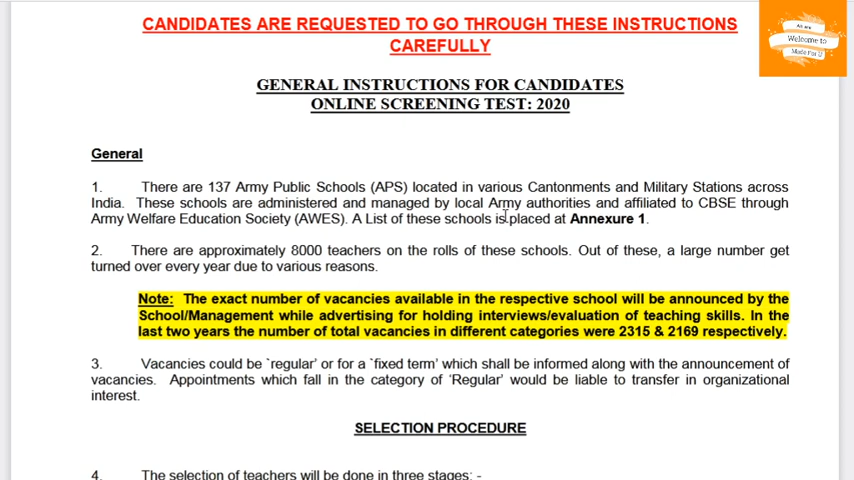 CANDIDATES ARE REQUESTED TO GO THROUGH THESE INSTRUCTIONS
CAREFULLY
Welcome to
Made For U
GENERAL INSTRUCTIONS FOR CANDIDATES
ONLINE SCREENING TEST: 2020
General
1. There are 137 Army Public Schools (APS) located in various Cantonments and Military Stations across
India. These schools are administered and managed by local Army authorities and affiliated to CBSE through
Army Welfare Education Society (AWES). A List of these schools is placed at Annexure 1.
2. There are approximately 8000 teachers on the rolls of these schools. Out of these, a large number get
turned over every year due to various reasons.
Note: The exact number of vacancies available in the respective school will be announced by the
School/Management while advertising for holding interviews/evaluation of teaching skills. In the
last two years the number of total vacancies in different categories were 2315 & 2169 respectively.
3. Vacancies could be `regular' or for a `fixed term' which shall be informed along with the announcement of
vacancies. Appointments which fall in the category of 'Regular' would be liable to transfer in organizational
interest.
SELECTION PROCEDURE
4. The selection of teachers will be done in three stages: -